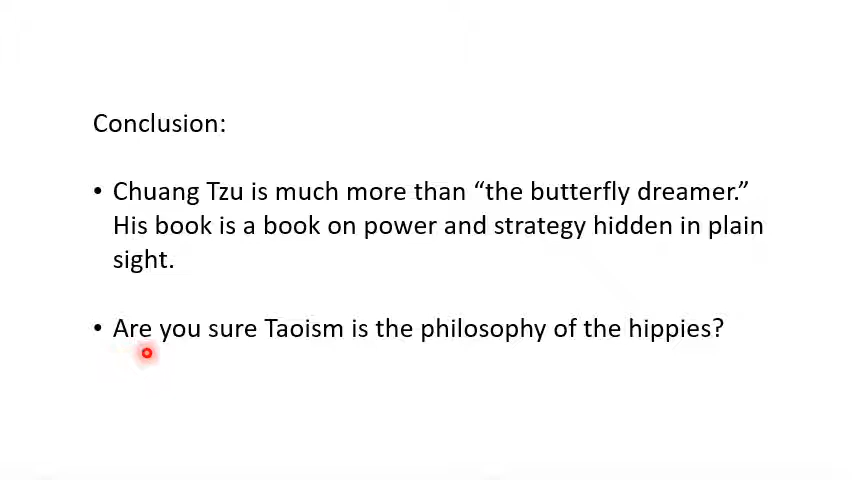 Conclusion:
• Chuang Tzu is much more than “the butterfly dreamer.”
His book is a book on power and strategy hidden in plain
sight.
• Are you sure Taoism is the philosophy of the hippies?